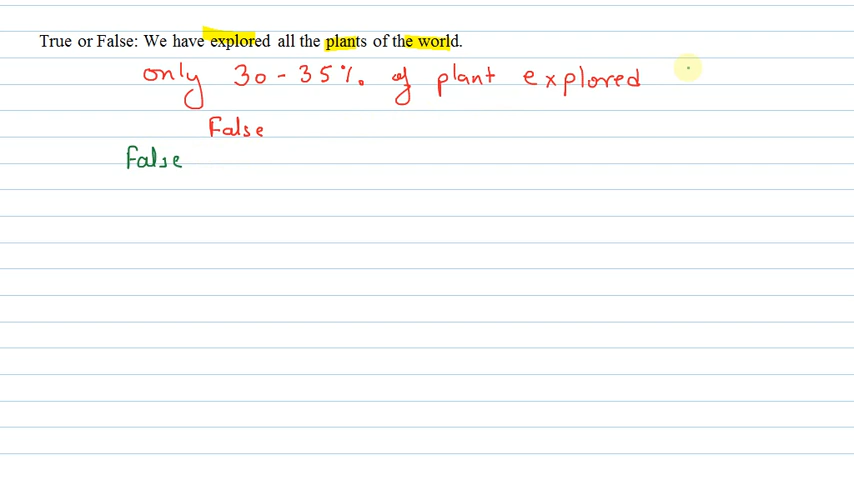 True or False: We have explored all the plants of the world.
only 30-35% of plant explored
False
False